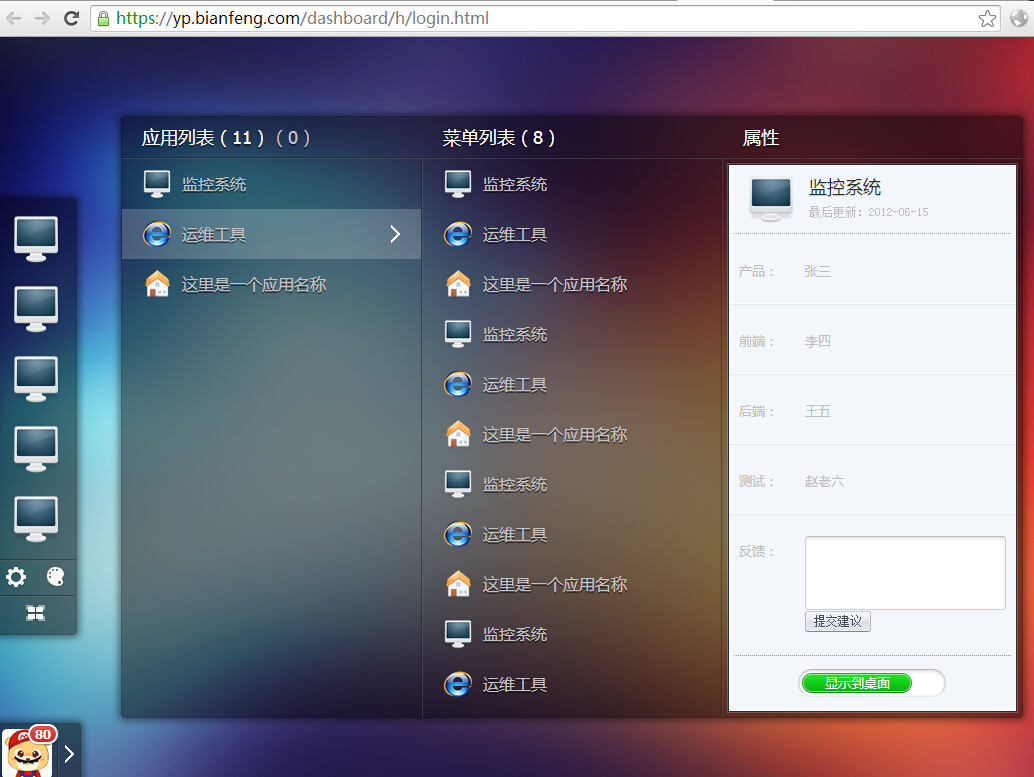 https://yp.bianfeng.com/dashboard/h/login.html
应用列表 ( 11 ) ( 0 )
监控系统
运维工具
这里是一个应用名称
菜单列表 ( 8 )
监控系统
运维工具
这里是一个应用名称
监控系统
运维工具
这里是一个应用名称
监控系统
运维工具
这里是一个应用名称
监控系统
运维工具
属性
监控系统
最后更新：2012-06-15
产品： 张三
前端： 李四
后端： 王五
测试： 赵老六
反馈：
提交建议
显示到桌面
80